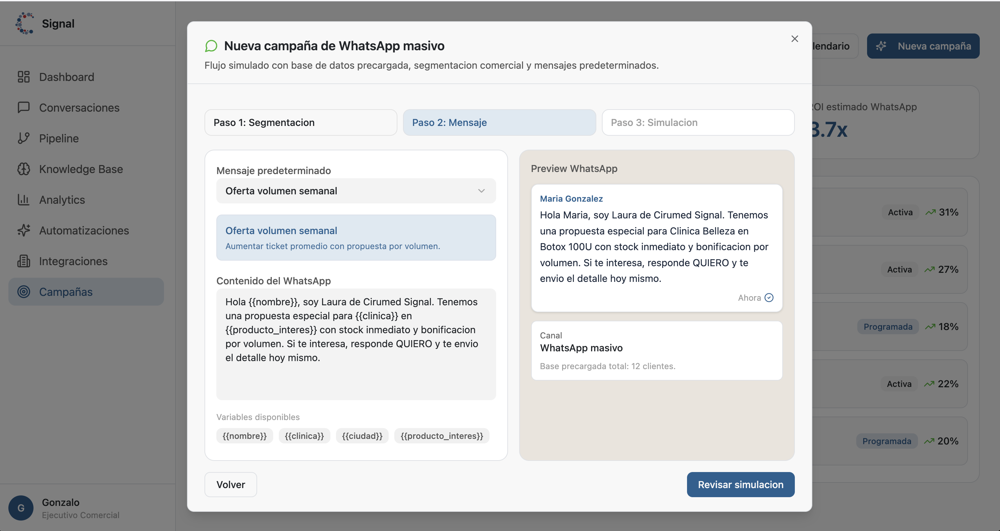 Signal
Dashboard
Conversaciones
Pipeline
Knowledge Base
Analytics
Automatizaciones
Integraciones
Campañas
G
Gonzalo
Ejecutivo Comercial
Nueva campaña de WhatsApp masivo
Flujo simulado con base de datos precargada, segmentacion comercial y mensajes predeterminados.
Paso 1: Segmentacion
Paso 2: Mensaje
Paso 3: Simulacion
Mensaje predeterminado
Oferta volumen semanal
Oferta volumen semanal
Aumentar ticket promedio con propuesta por volumen.
Contenido del WhatsApp
Hola {{nombre}}, soy Laura de Cirumed Signal. Tenemos
una propuesta especial para {{clinica}} en
{{producto_interes}} con stock inmediato y bonificacion
por volumen. Si te interesa, responde QUIERO y te envio
el detalle hoy mismo.
Variables disponibles
{{nombre}} {{clinica}} {{ciudad}} {{producto_interes}}
Preview WhatsApp
Maria Gonzalez
Hola Maria, soy Laura de Cirumed Signal. Tenemos
una propuesta especial para Clinica Belleza en
Botox 100U con stock inmediato y bonificacion por
volumen. Si te interesa, responde QUIERO y te
envio el detalle hoy mismo.
Ahora
Canal
WhatsApp masivo
Base precargada total: 12 clientes.
Volver
Revisar simulacion
lendario
Nueva campaña
ROI estimado WhatsApp
3.7x
Activa 31%
Activa 27%
Programada 18%
Activa 22%
Programada 20%